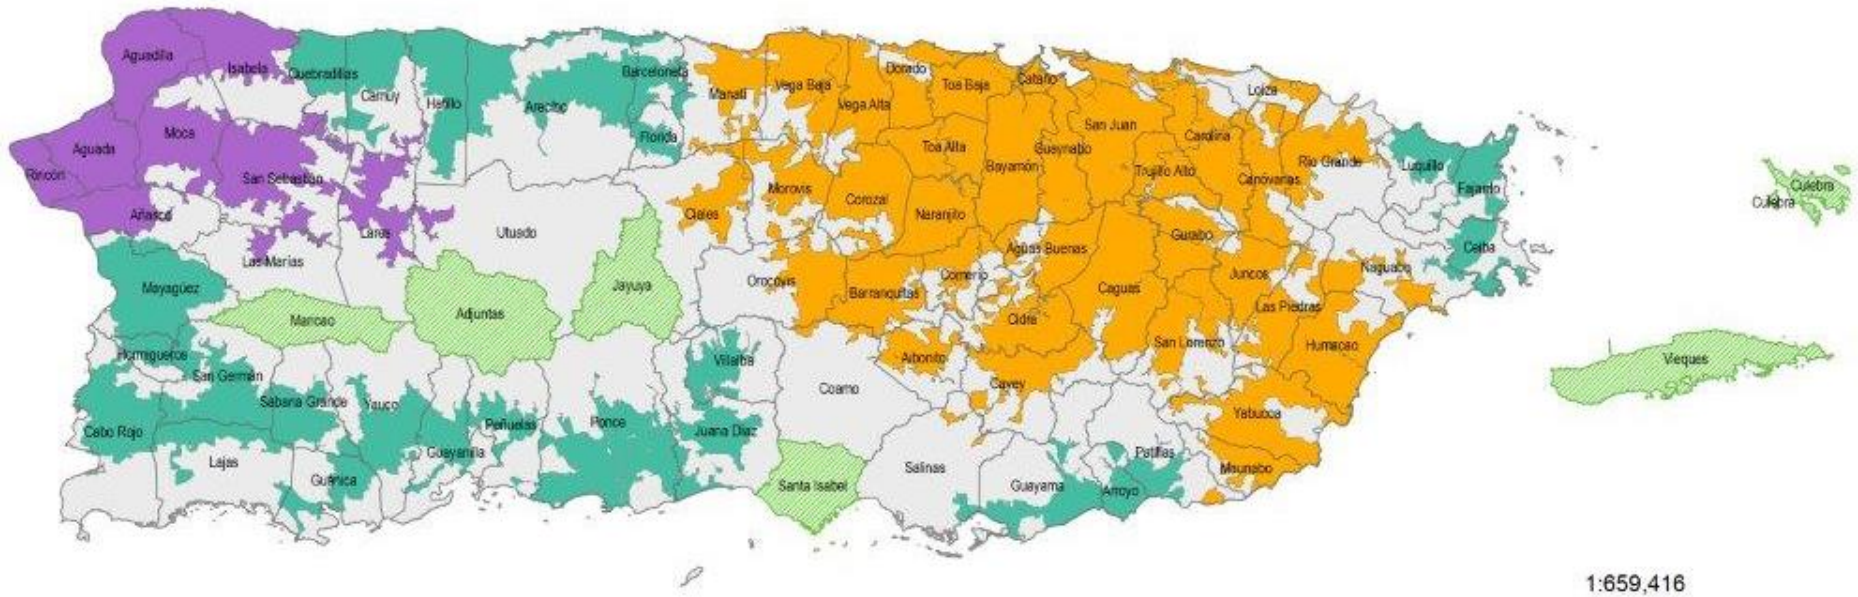 Aguadilla
Isabela
Quebradillas
Camuy
Hatillo
Arecibo
Barceloneta
Florida
Manatí
Vega Baja
Vega Alta
Dorado
Toa Baja
Cataño
Loiza
San Juan
Carolina
Toa Alta
Bayamón
Guaynabo
Trujillo Alto
Canóvanas
Río Grande
Luquillo
Fajardo
Ceiba
Culebra
Culebra
Moca
Aguada
Rincón
San Sebastián
Añasco
Lares
Utuado
Ciales
Morovis
Corozal
Naranjito
Aguas Buenas
Gurabo
Las Marías
Mayagüez
Maricao
Adjuntas
Jayuya
Orocovis
Barranquitas
Comerío
Cidra
Caguas
Juncos
Las Piedras
Naguabo
Humacao
San Lorenzo
Aibonito
Cayey
Vieques
Hormigueros
San Germán
Sabana Grande
Yauco
Cabo Rojo
Lajas
Guánica
Guayanilla
Peñuelas
Ponce
Villalba
Juana Díaz
Coamo
Santa Isabel
Salinas
Guayama
Arroyo
Patillas
Yabucoa
Maunabo
1:659,416